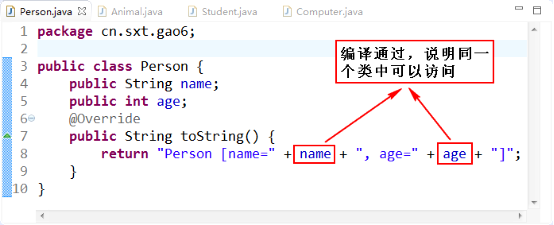 Person.java Animal.java Student.java Computer.java
1 package cn.sxt.gao6;
2
3 public class Person {
4 public String name;
5 public int age;
6 @Override
7 public String toString() {
8 return "Person [name=" + name + ", age=" + age + "]";
9 }
10 }
编译通过，说明同一
个类中可以访问